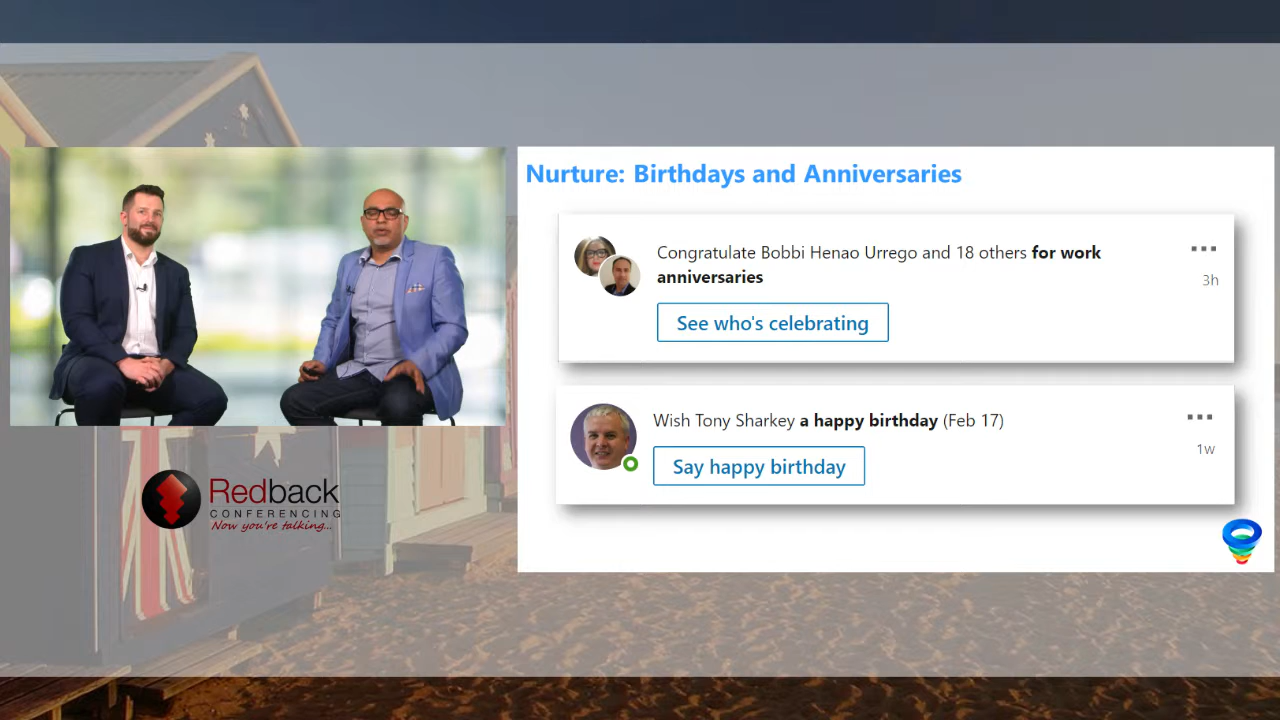 Nurture: Birthdays and Anniversaries
Congratulate Bobbi Henao Urrego and 18 others for work
anniversaries
3h
See who's celebrating
Wish Tony Sharkey a happy birthday (Feb 17)
1w
Say happy birthday
Redback
CONFERENCING
Now you're talking...